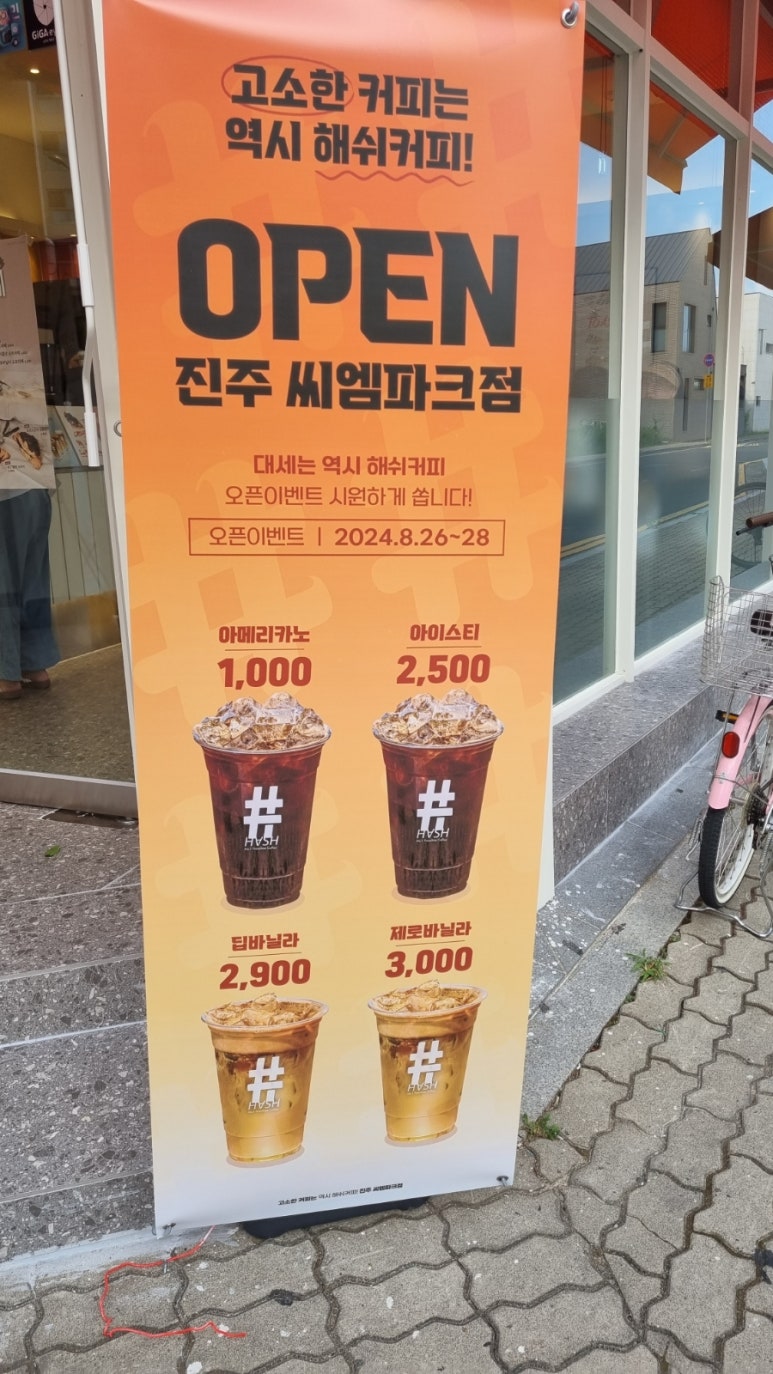 고소한 커피는
역시 해쉬커피!
OPEN
진주 씨엠파크점
대세는 역시 해쉬커피
오픈이벤트 시원하게 쏩니다!
오픈이벤트 | 2024.8.26~28
아메리카노
1,000
아이스티
2,500
#
HASH
#
HASH
딥바닐라
2,900
제로바닐라
3,000
#
HASH
#
HASH
고소한 커피는 역시 해쉬커피! 진주 씨엠파크점
GiGA